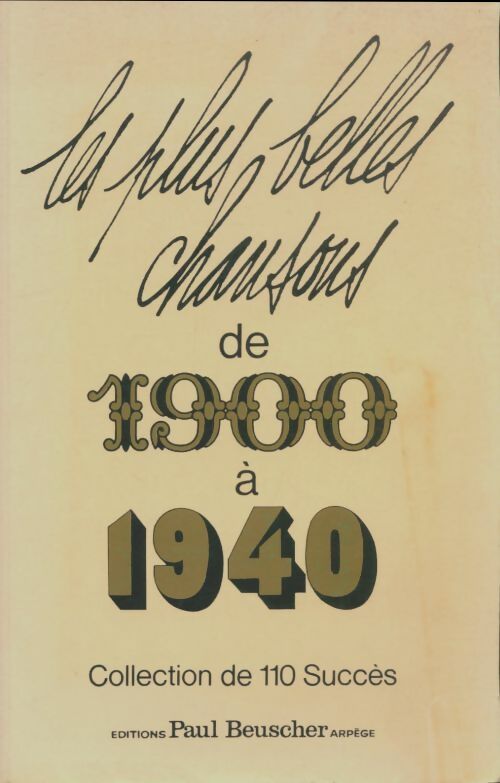 les plus belles
chansons
de
1900
à
1940
Collection de 110 Succès
EDITIONS Paul Beuscher ARPÈGE